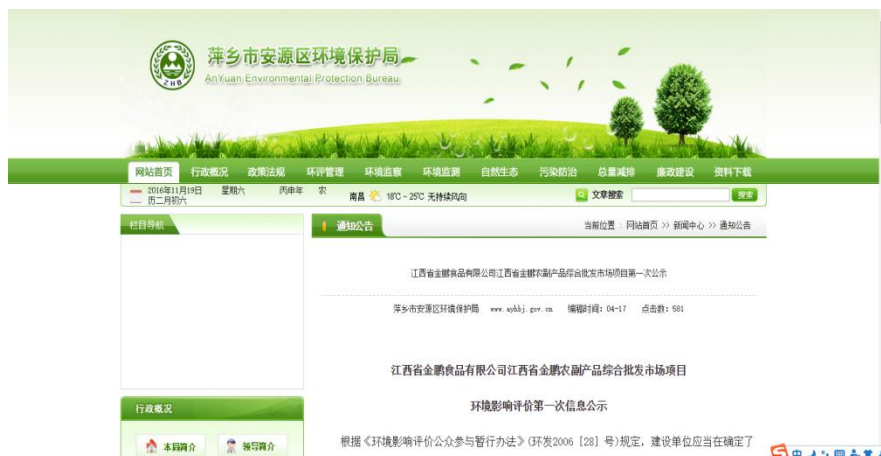 萍乡市安源区环境保护局
AnYuan Environmental Protection Bureau
ZHB
网站首页 行政概况 政策法规 环评管理 环境监察 环境监测 自然生态 污染防治 总量减排 廉政建设 资料下载
2016年11月19日 星期六 丙申年 农
历二月初六
南昌 18℃~25℃ 无持续风向
文章搜索
搜索
栏目导航
通知公告
当前位置：网站首页 >> 新闻中心 >> 通知公告
江西省金鹏食品有限公司江西省金鹏农副产品综合批发市场项目第一次公示
萍乡市安源区环境保护局 www.ayhbj.gov.cn 编辑时间：04-17 点击数：581
江西省金鹏食品有限公司江西省金鹏农副产品综合批发市场项目
环境影响评价第一次信息公示
行政概况
本局简介 领导简介
根据《环境影响评价公众参与暂行办法》（环发2006［28］号）规定，建设单位应当在确定了
中